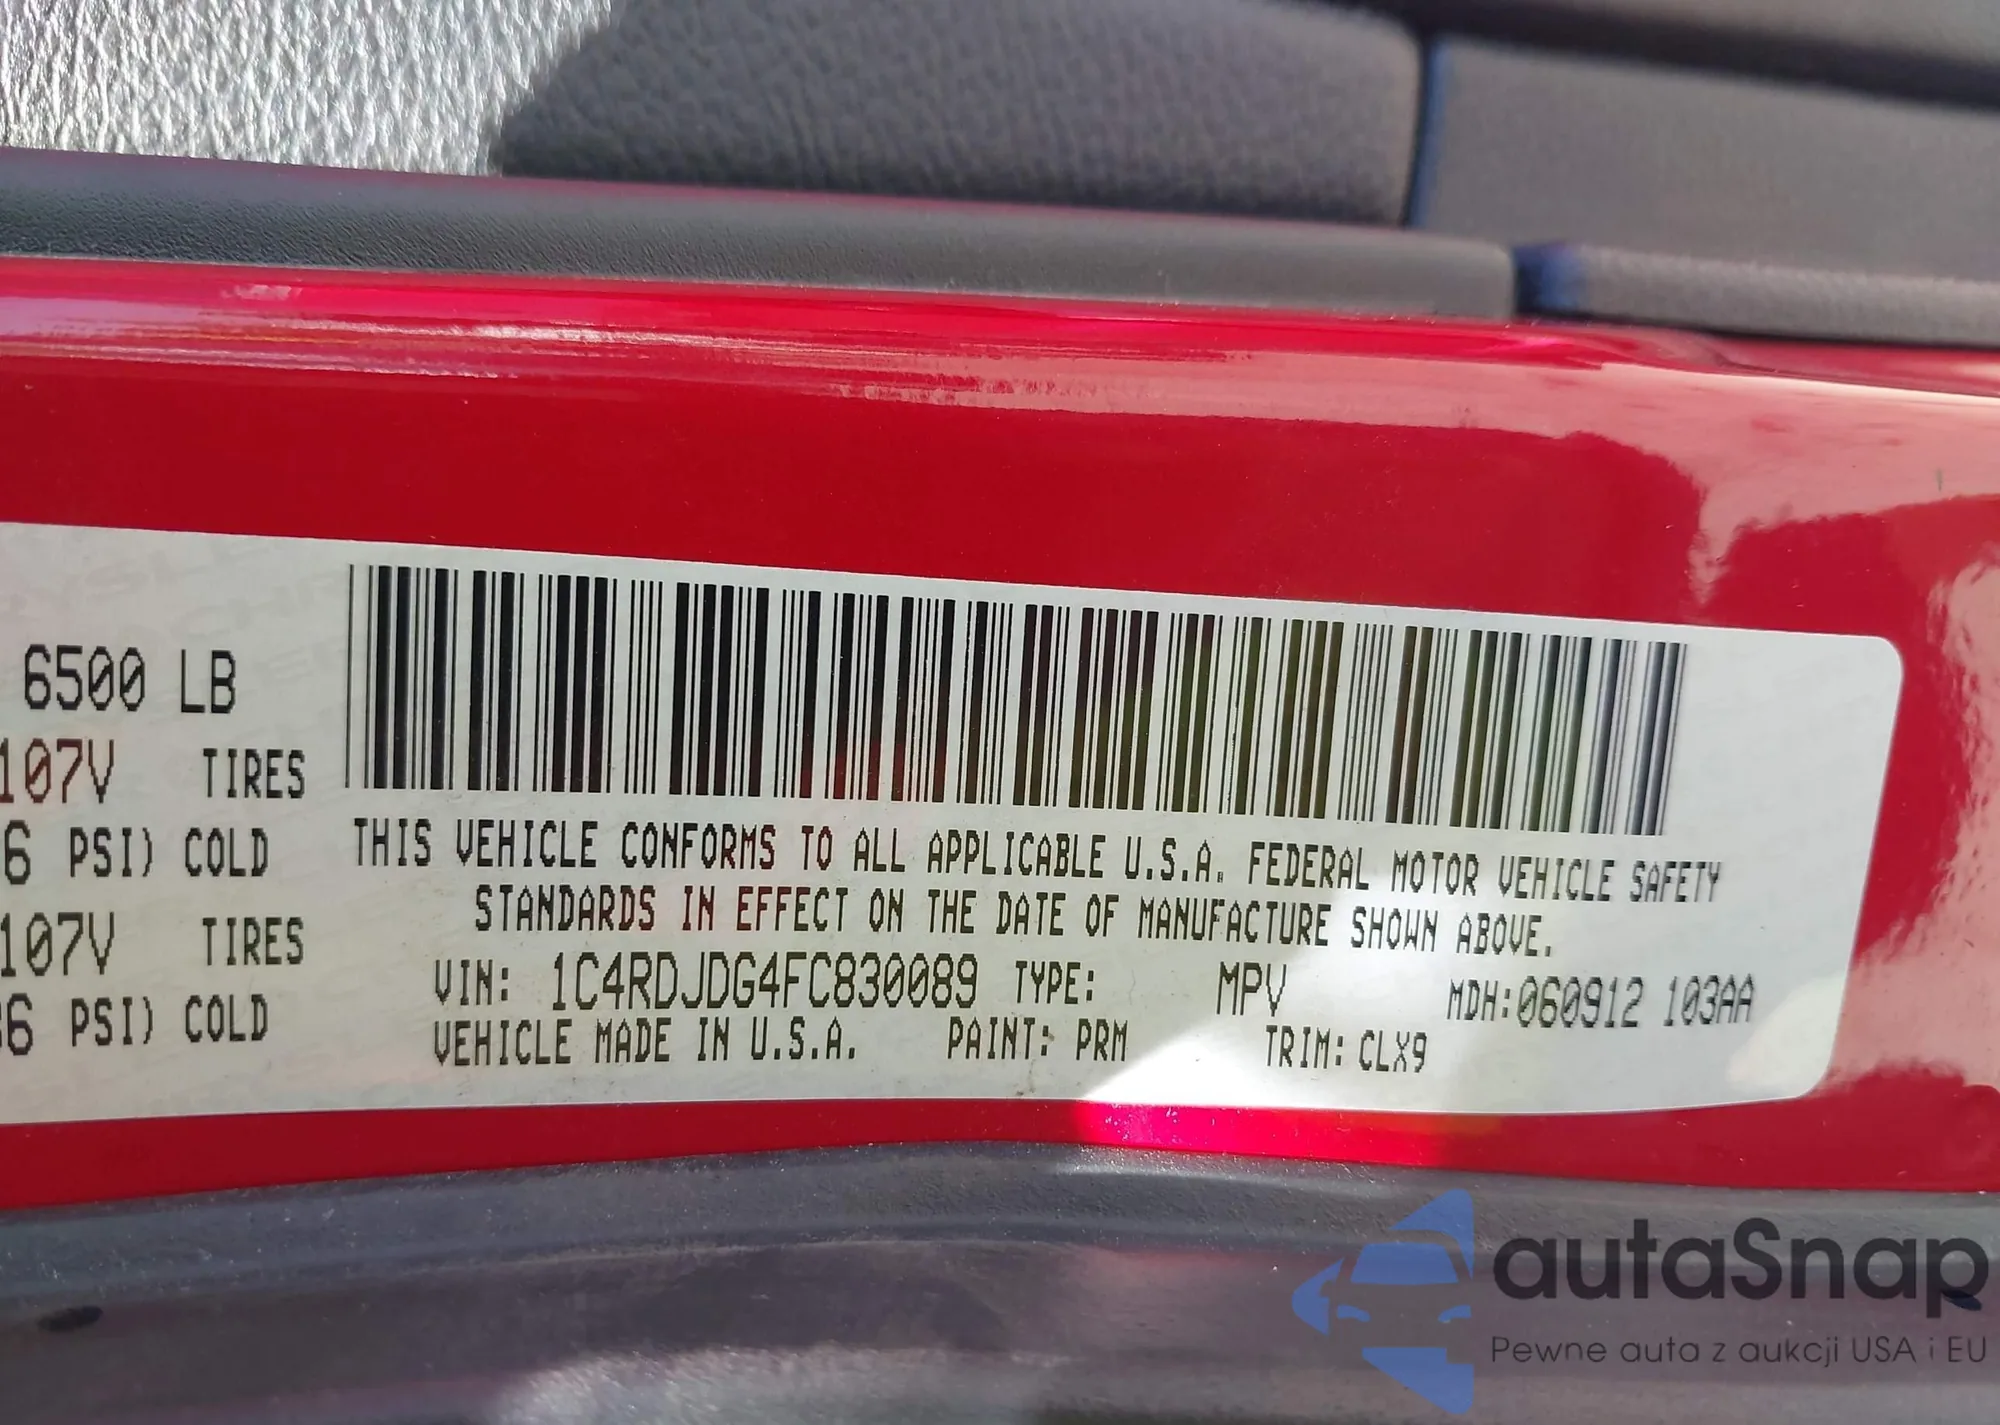 6500 LB
107V TIRES
6 PSI) COLD
107V TIRES
36 PSI) COLD
THIS VEHICLE CONFORMS TO ALL APPLICABLE U.S.A. FEDERAL MOTOR VEHICLE SAFETY
STANDARDS IN EFFECT ON THE DATE OF MANUFACTURE SHOWN ABOVE.
VIN: 1C4RDJDG4FC830089 TYPE: MPV MDH:060912 103AA
VEHICLE MADE IN U.S.A. PAINT: PRM TRIM: CLX9
autaSnap
Pewne auta z aukcji USA i EU